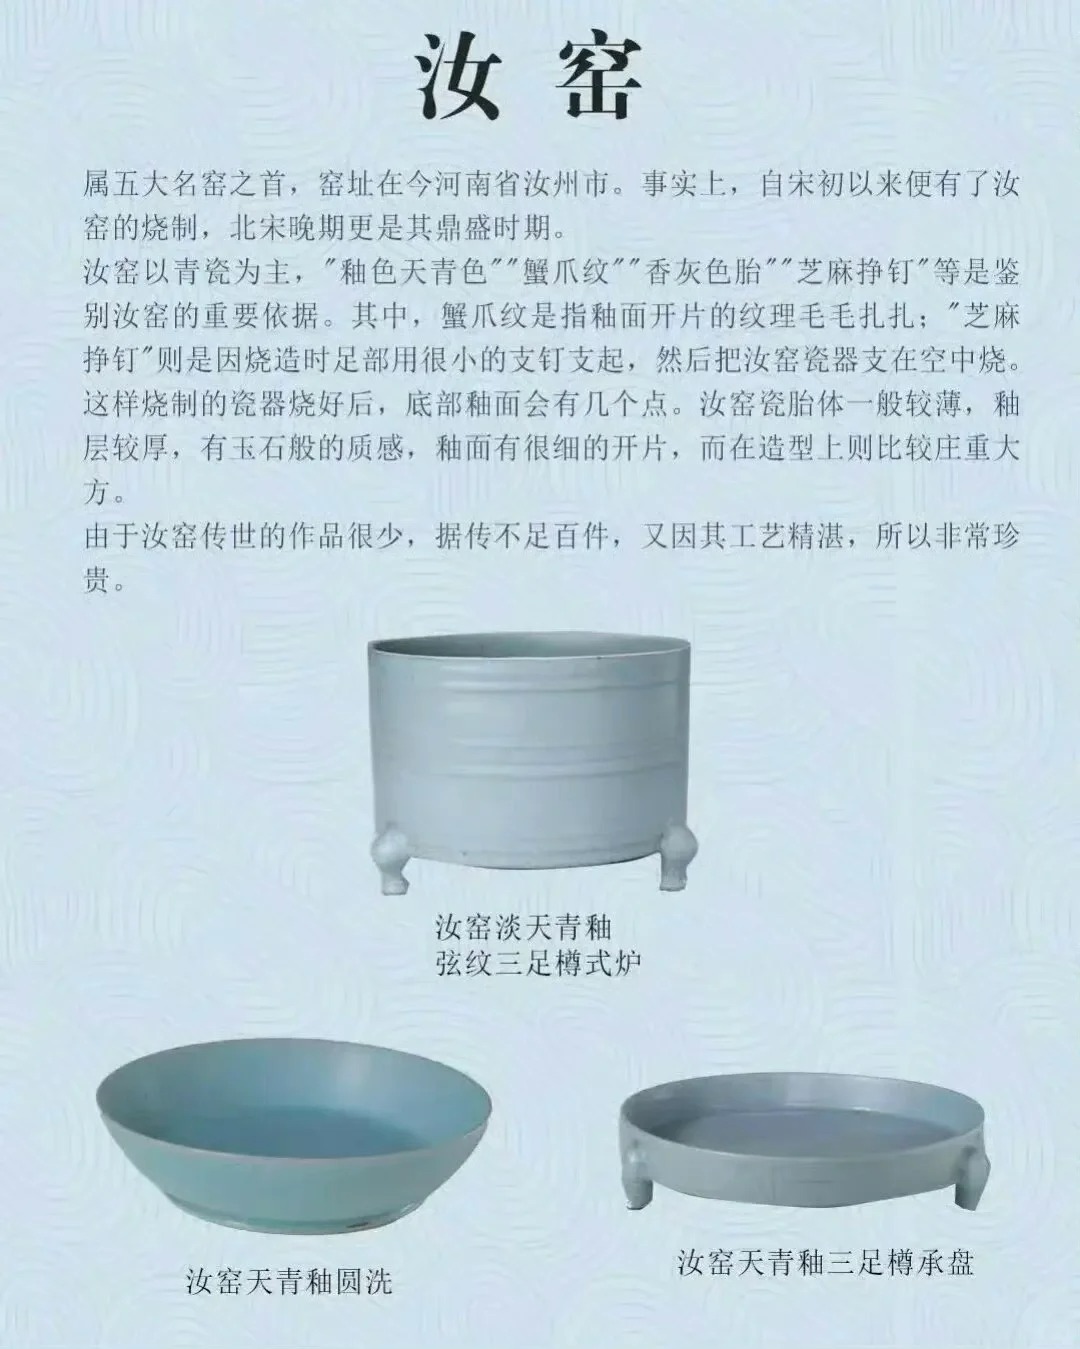 汝窑
属五大名窑之首，窑址在今河南省汝州市。事实上，自宋初以来便有了汝
窑的烧制，北宋晚期更是其鼎盛时期。
汝窑以青瓷为主，"釉色天青色""蟹爪纹""香灰色胎""芝麻挣钉"等是鉴
别汝窑的重要依据。其中，蟹爪纹是指釉面开片的纹理毛毛扎扎；"芝麻
挣钉"则是因烧造时足部用很小的支钉支起，然后把汝窑瓷器支在空中烧。
这样烧制的瓷器烧好后，底部釉面会有几个点。汝窑瓷胎体一般较薄，釉
层较厚，有玉石般的质感，釉面有很细的开片，而在造型上则比较庄重大
方。
由于汝窑传世的作品很少，据传不足百件，又因其工艺精湛，所以非常珍
贵。
汝窑淡天青釉
弦纹三足樽式炉
汝窑天青釉圆洗
汝窑天青釉三足樽承盘